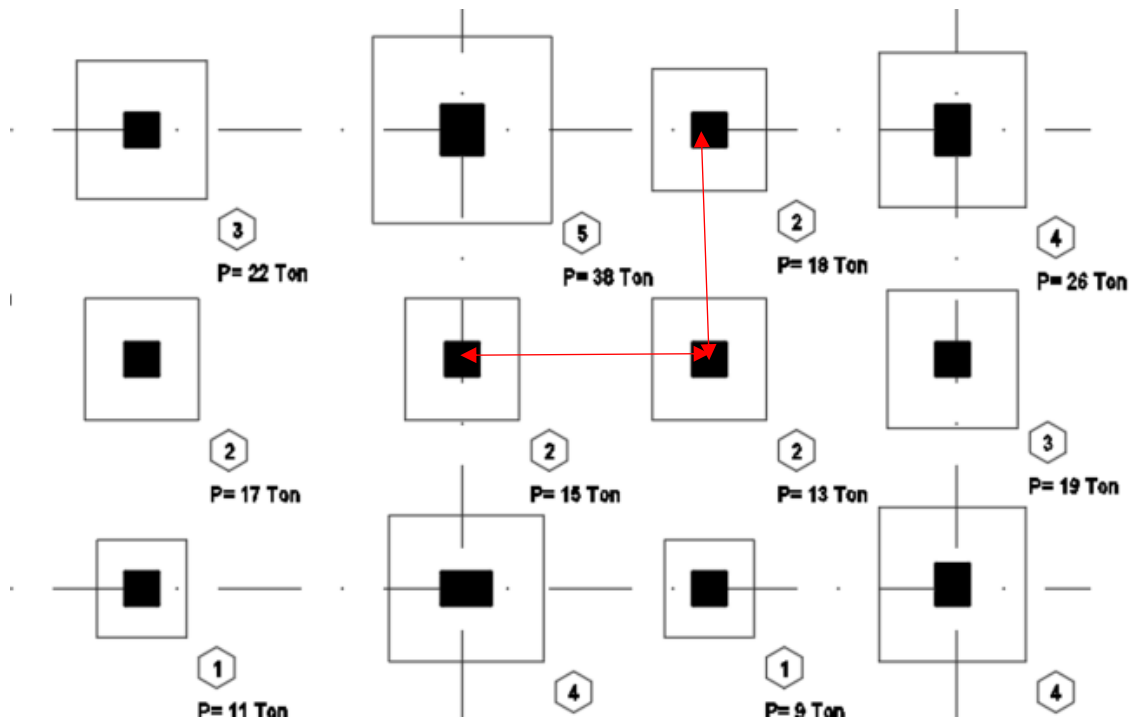 3
P= 22 Ton
5
P= 38 Ton
2
P= 18 Ton
4
P= 26 Ton
2
P= 17 Ton
2
P= 15 Ton
2
P= 13 Ton
3
P= 19 Ton
1
P= 11 Ton
4
1
P= 9 Ton
4